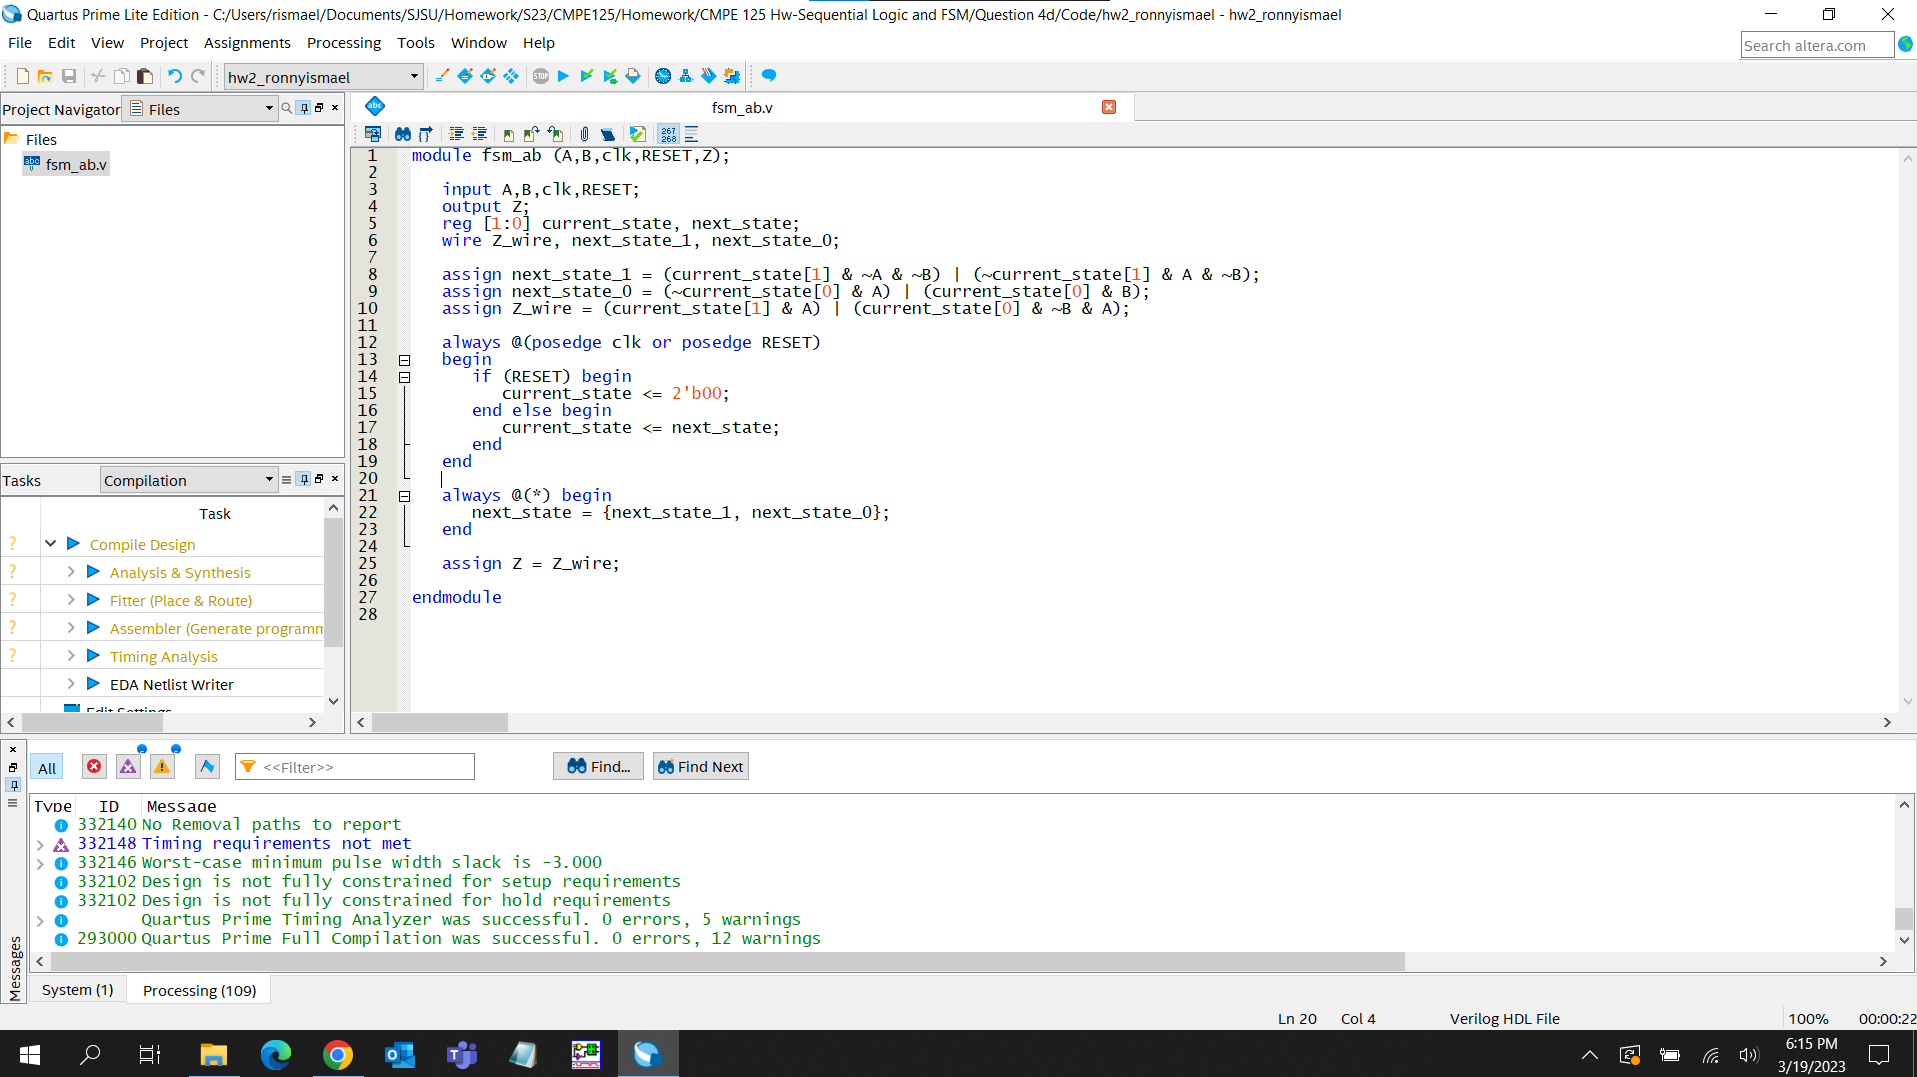 Quartus Prime Lite Edition - C:/Users/rismael/Documents/SJSU/Homework/S23/CMPE125/Homework/CMPE 125 Hw-Sequential Logic and FSM/Question 4d/Code/hw2_ronnyismael - hw2_ronnyismael
File Edit View Project Assignments Processing Tools Window Help
Search altera.com
hw2_ronnyismael
STOP
Project Navigator Files
Files
abc fsm_ab.v
abc fsm_ab.v
267
268
1 module fsm_ab (A,B,clk,RESET,Z);
2
3 input A,B,clk,RESET;
4 output Z;
5 reg [1:0] current_state, next_state;
6 wire Z_wire, next_state_1, next_state_0;
7
8 assign next_state_1 = (current_state[1] & ~A & ~B) | (~current_state[1] & A & ~B);
9 assign next_state_0 = (~current_state[0] & A) | (current_state[0] & B);
10 assign Z_wire = (current_state[1] & A) | (current_state[0] & ~B & A);
11
12 always @(posedge clk or posedge RESET)
13 begin
14 if (RESET) begin
15 current_state <= 2'b00;
16 end else begin
17 current_state <= next_state;
18 end
19 end
20
21 always @(*) begin
22 next_state = {next_state_1, next_state_0};
23 end
24
25 assign Z = Z_wire;
26
27 endmodule
28
Tasks Compilation
Task
? Compile Design
? Analysis & Synthesis
? Fitter (Place & Route)
? Assembler (Generate programm
? Timing Analysis
EDA Netlist Writer
Edit Settings
All <<Filter>> Find... Find Next
Type ID Message
332140 No Removal paths to report
332148 Timing requirements not met
332146 Worst-case minimum pulse width slack is -3.000
332102 Design is not fully constrained for setup requirements
332102 Design is not fully constrained for hold requirements
Quartus Prime Timing Analyzer was successful. 0 errors, 5 warnings
293000 Quartus Prime Full Compilation was successful. 0 errors, 12 warnings
Messages
System (1) Processing (109)
Ln 20 Col 4 Verilog HDL File 100% 00:00:22
6:15 PM
3/19/2023